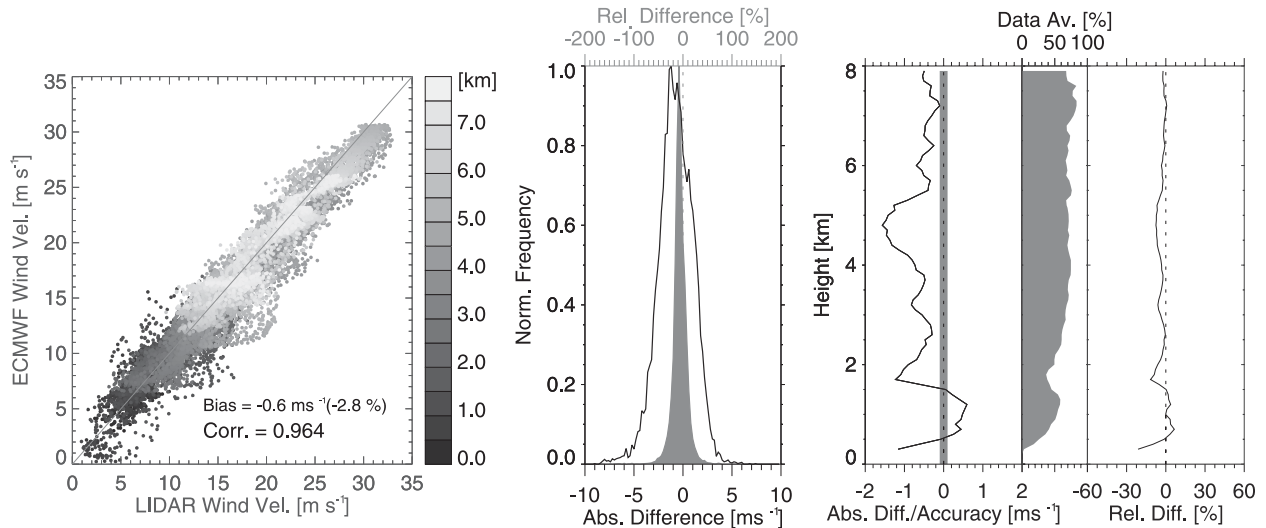 35
30
25
20
15
10
5
0
ECMWF Wind Vel. [m s⁻¹]
0 5 10 15 20 25 30 35
LIDAR Wind Vel. [m s⁻¹]
Bias = -0.6 ms⁻¹(-2.8 %)
Corr. = 0.964
[km]
7.0
6.0
5.0
4.0
3.0
2.0
1.0
0.0
Rel. Difference [%]
-200 -100 0 100 200
1.0
0.8
0.6
0.4
0.2
0.0
Norm. Frequency
-10 -5 0 5 10
Abs. Difference [ms⁻¹]
Data Av. [%]
0 50 100
8
6
4
2
0
Height [km]
-2 -1 0 1 2
-60 -30 0 30 60
Abs. Diff./Accuracy [ms⁻¹]
Rel. Diff. [%]